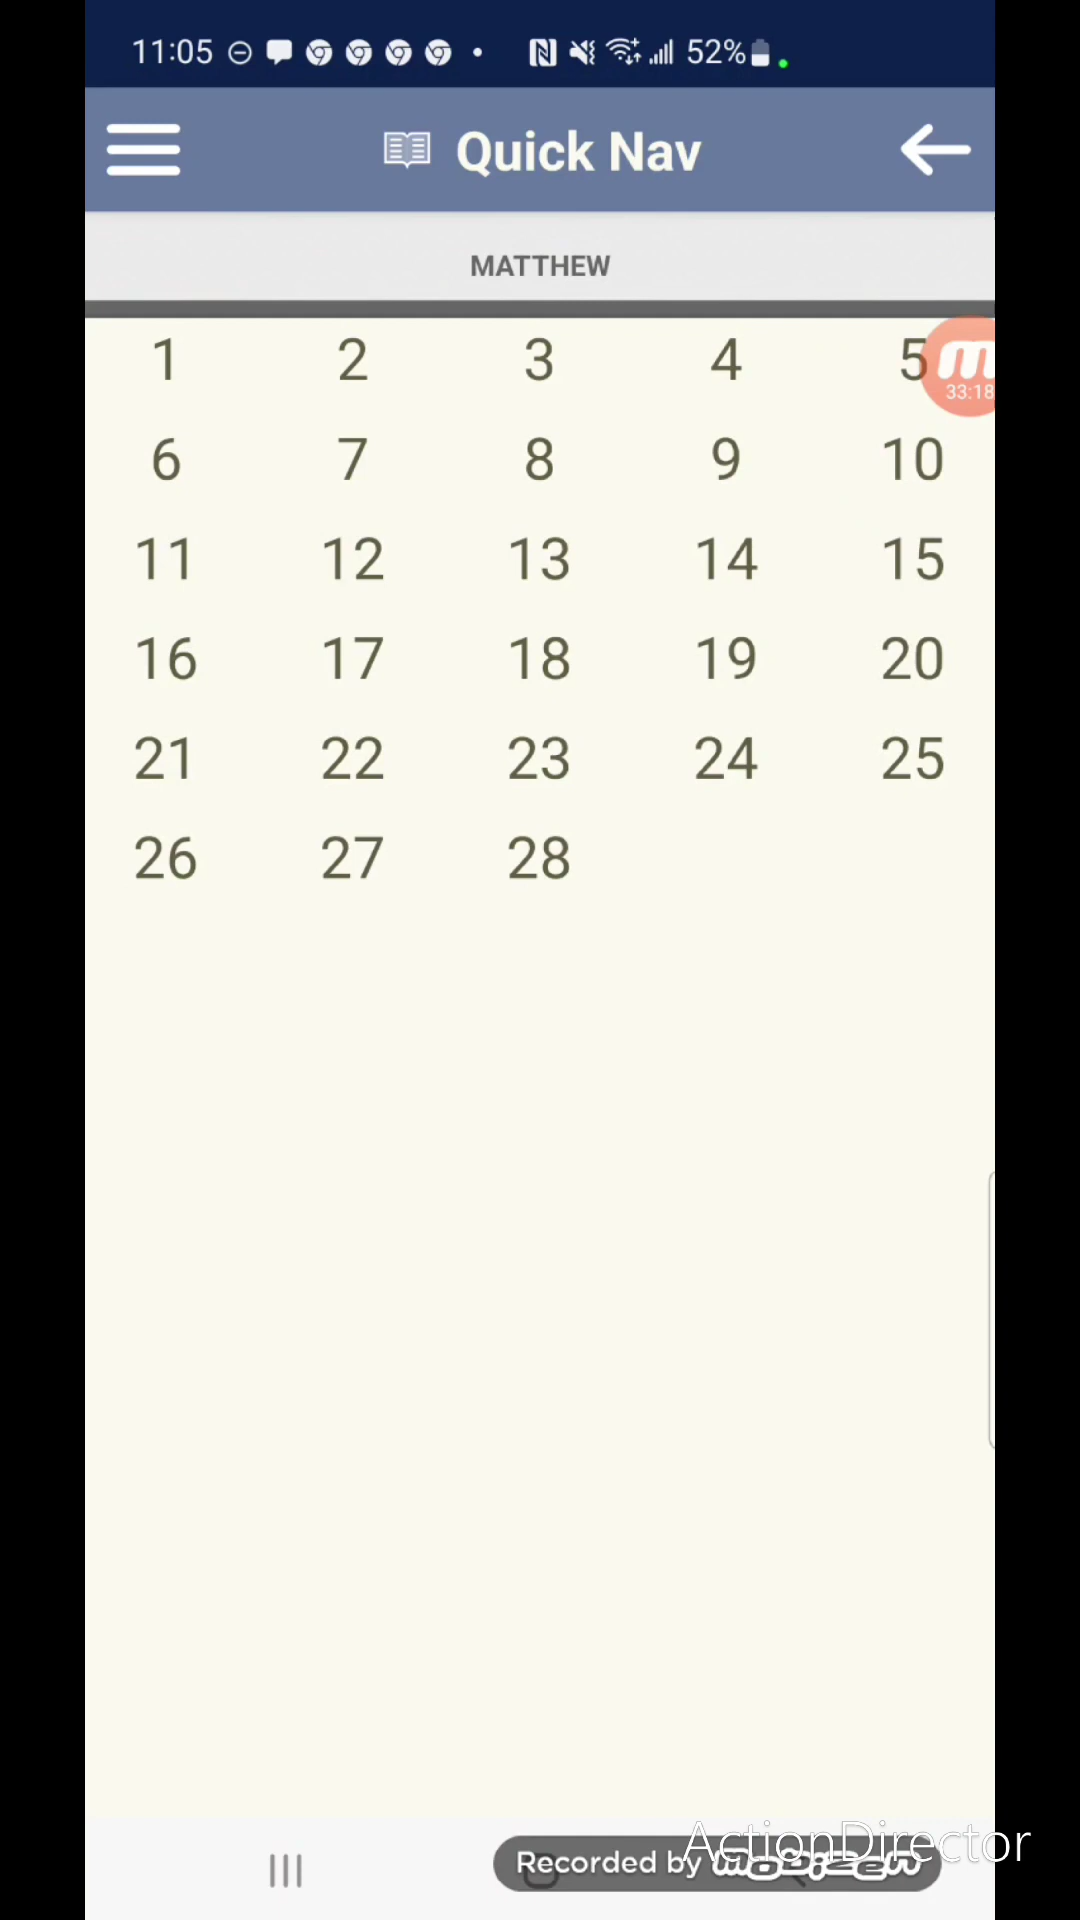 11:05 52%
Quick Nav
MATTHEW
1 2 3 4 5
m
33:18
6 7 8 9 10
11 12 13 14 15
16 17 18 19 20
21 22 23 24 25
26 27 28
ActionDirector
Recorded by mobizen